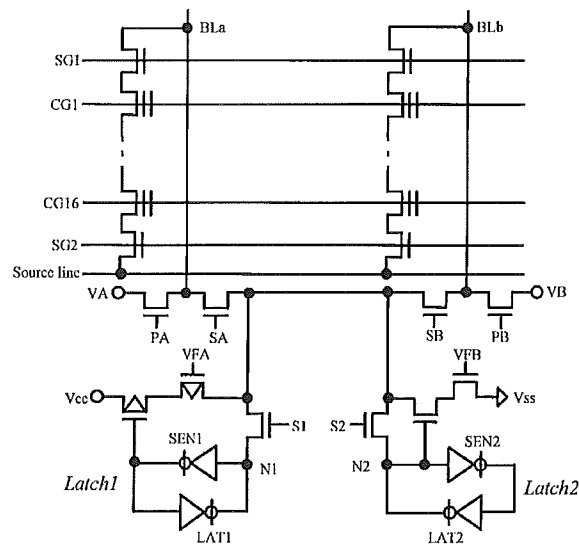 BLa BLb
SG1
CG1
CG16
SG2
Source line
VA VB
PA SA SB PB
VFA VFB
Vcc Vss
S1 S2
SEN1 SEN2
N1 N2
Latch1 Latch2
LAT1 LAT2